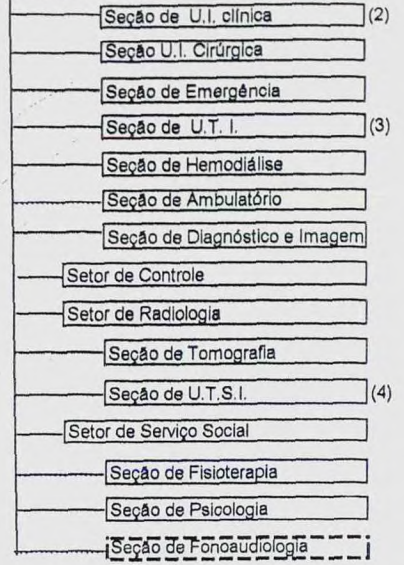 Seção de U.I. clínica (2)
Seção U.I. Cirúrgica
Seção de Emergência
Seção de U.T. I. (3)
Seção de Hemodiálise
Seção de Ambulatório
Seção de Diagnóstico e Imagem
Setor de Controle
Setor de Radiologia
Seção de Tomografia
Seção de U.T.S.I. (4)
Setor de Serviço Social
Seção de Fisioterapia
Seção de Psicologia
Seção de Fonoaudiologia